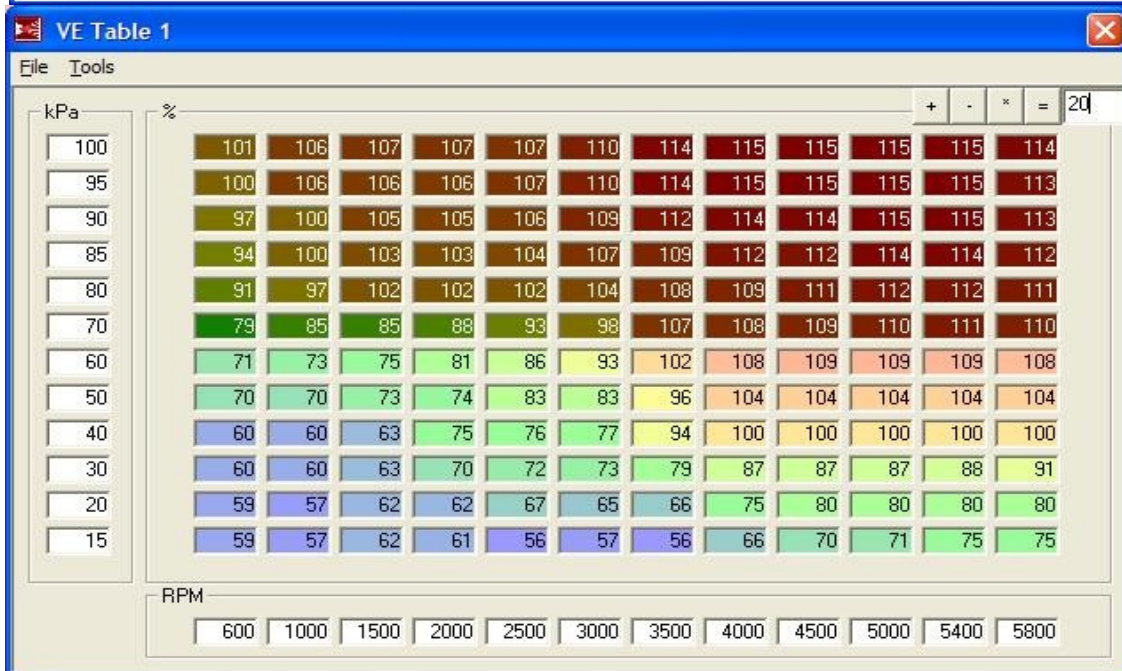 VE Table 1
File Tools
kPa % + - * = 20
100 101 106 107 107 107 110 114 115 115 115 115 114
95 100 106 106 106 107 110 114 115 115 115 115 113
90 97 100 105 105 106 109 112 114 114 115 115 113
85 94 100 103 103 104 107 109 112 112 114 114 112
80 91 97 102 102 102 104 108 109 111 112 112 111
70 79 85 85 88 93 98 107 108 109 110 111 110
60 71 73 75 81 86 93 102 108 109 109 109 108
50 70 70 73 74 83 83 96 104 104 104 104 104
40 60 60 63 75 76 77 94 100 100 100 100 100
30 60 60 63 70 72 73 79 87 87 87 88 91
20 59 57 62 62 67 65 66 75 80 80 80 80
15 59 57 62 61 56 57 56 66 70 71 75 75
RPM
600 1000 1500 2000 2500 3000 3500 4000 4500 5000 5400 5800